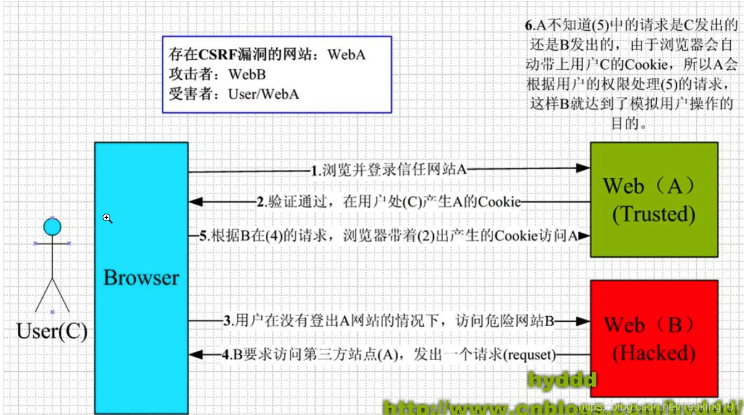 存在CSRF漏洞的网站：WebA
攻击者：WebB
受害者：User/WebA
6.A不知道(5)中的请求是C发出的
还是B发出的，由于浏览器会自
动带上用户C的Cookie，所以A会
根据用户的权限处理(5)的请求，
这样B就达到了模拟用户操作的
目的。
1.浏览并登录信任网站A
2.验证通过，在用户处(C)产生A的Cookie
5.根据B在(4)的请求，浏览器带着(2)出产生的Cookie访问A
Web（A）
(Trusted)
Browser
User(C)
3.用户在没有登出A网站的情况下，访问危险网站B
4.B要求访问第三方站点(A)，发出一个请求(requset)
Web（B）
(Hacked)
hyddd